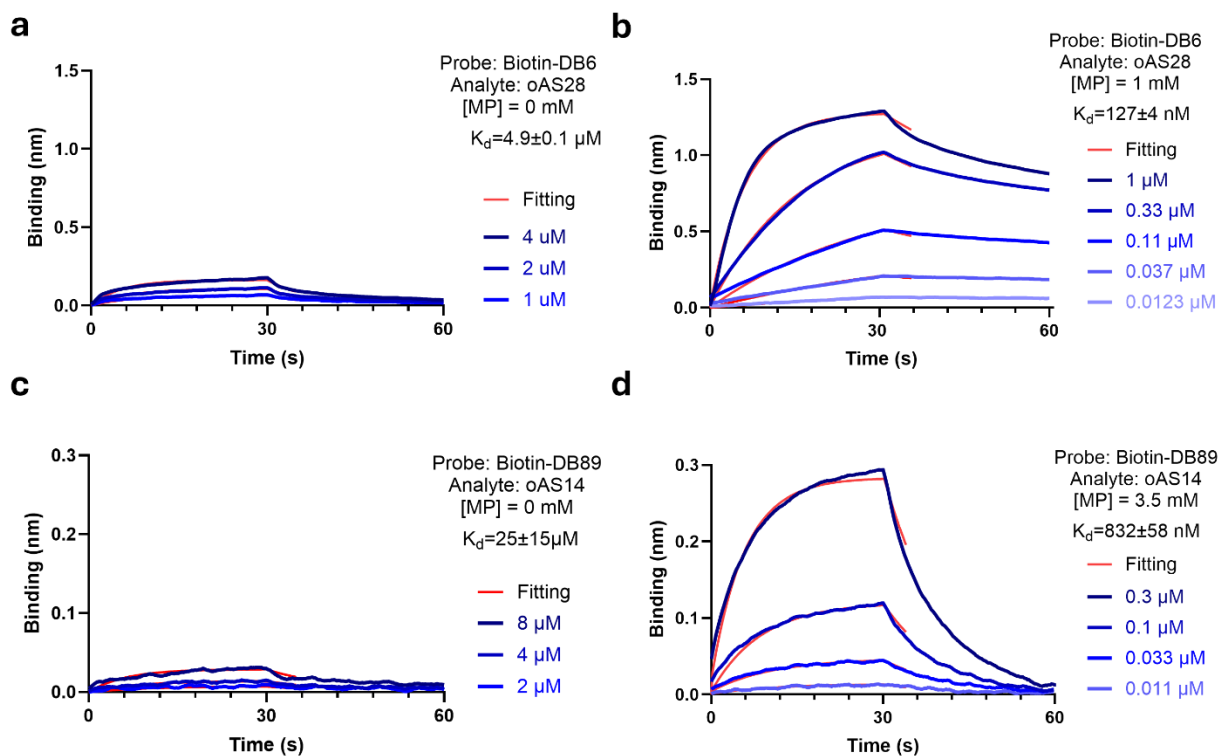 a
Probe: Biotin-DB6
Analyte: oAS28
[MP] = 0 mM
Kd=4.9±0.1 µM
Fitting
4 uM
2 uM
1 uM
Binding (nm)
1.5
1.0
0.5
0.0
0
30
60
Time (s)
b
Probe: Biotin-DB6
Analyte: oAS28
[MP] = 1 mM
Kd=127±4 nM
Fitting
1 µM
0.33 µM
0.11 µM
0.037 µM
0.0123 µM
Binding (nm)
1.5
1.0
0.5
0.0
0
30
60
Time (s)
c
Probe: Biotin-DB89
Analyte: oAS14
[MP] = 0 mM
Kd=25±15µM
Fitting
8 µM
4 µM
2 µM
Binding (nm)
0.3
0.2
0.1
0.0
0
30
60
Time (s)
d
Probe: Biotin-DB89
Analyte: oAS14
[MP] = 3.5 mM
Kd=832±58 nM
Fitting
0.3 µM
0.1 µM
0.033 µM
0.011 µM
Binding (nm)
0.3
0.2
0.1
0.0
0
30
60
Time (s)